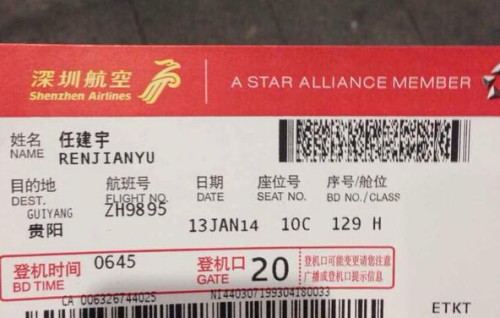 深圳航空
Shenzhen Airlines
A STAR ALLIANCE MEMBER
姓名 任建宇
NAME RENJIANYU
目的地 航班号 日期 座位号 序号/舱位
DEST. FLIGHT NO. DATE SEAT NO. BD NO./CLASS
GUIYANG ZH9895
贵阳 13JAN14 10C 129 H
登机时间 0645 登机口 20 登机口可能变更请您注意
BD TIME GATE 广播或登机口提示信息
CA 006326744025 NI440307199304180033
ETKT